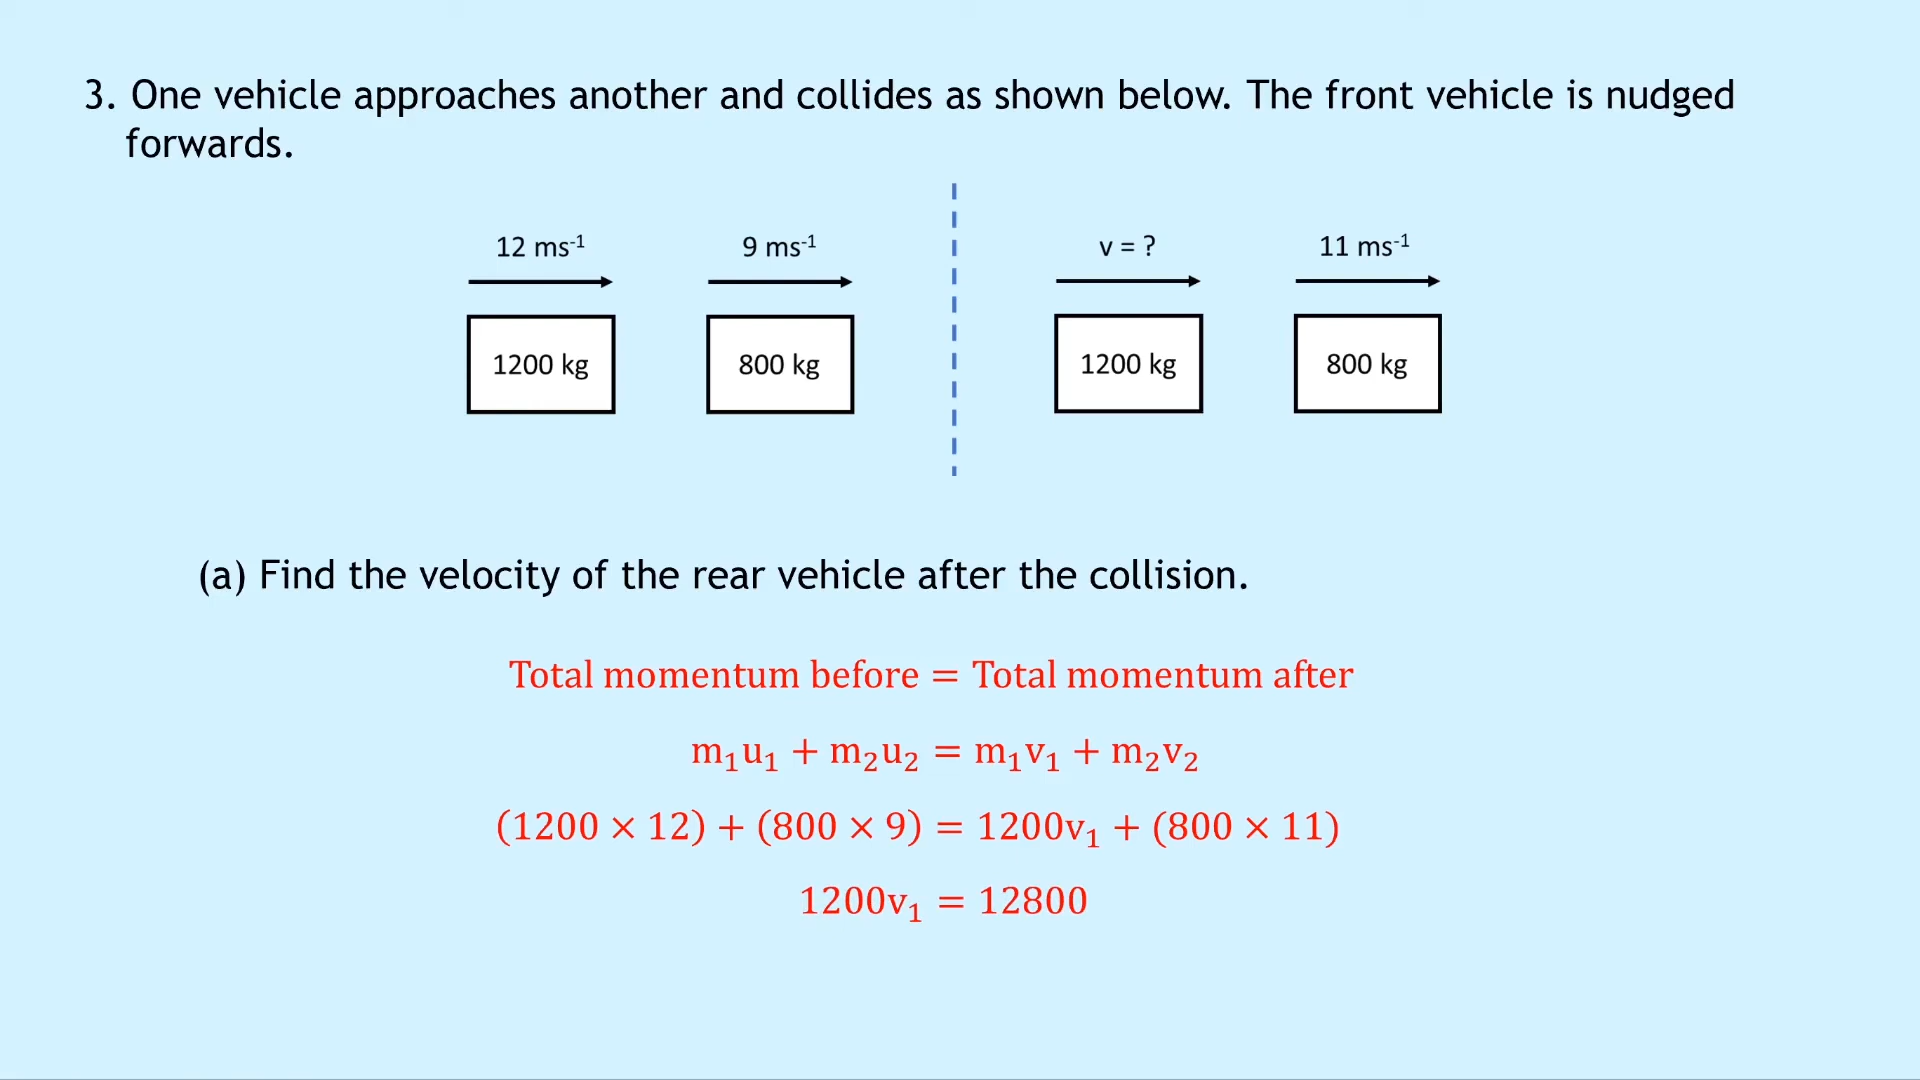 3. One vehicle approaches another and collides as shown below. The front vehicle is nudged
forwards.
12 ms⁻¹ 9 ms⁻¹ v = ? 11 ms⁻¹
1200 kg 800 kg 1200 kg 800 kg
(a) Find the velocity of the rear vehicle after the collision.
Total momentum before = Total momentum after
m₁u₁ + m₂u₂ = m₁v₁ + m₂v₂
(1200 × 12) + (800 × 9) = 1200v₁ + (800 × 11)
1200v₁ = 12800